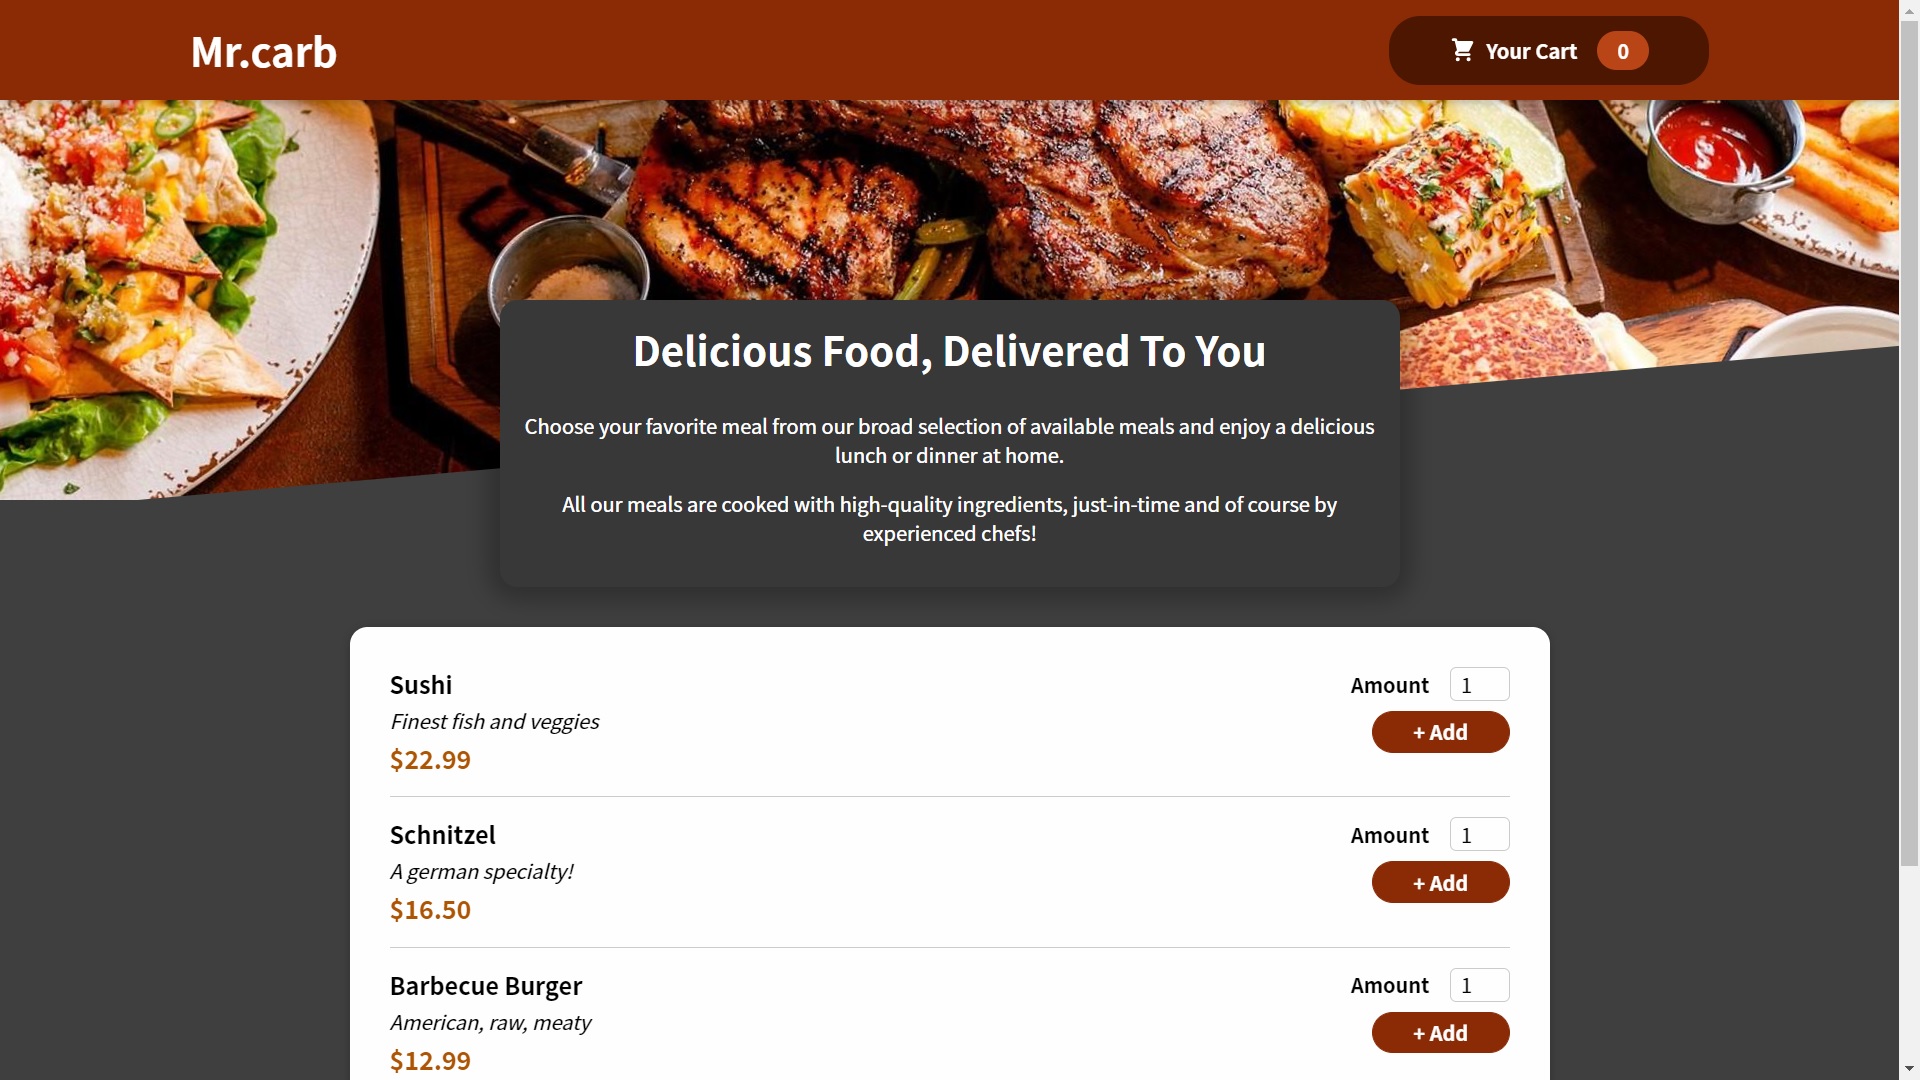 Mr.carb
Your Cart 0
Delicious Food, Delivered To You
Choose your favorite meal from our broad selection of available meals and enjoy a delicious
lunch or dinner at home.
All our meals are cooked with high-quality ingredients, just-in-time and of course by
experienced chefs!
Sushi
Finest fish and veggies
$22.99
Amount 1
+ Add
Schnitzel
A german specialty!
$16.50
Amount 1
+ Add
Barbecue Burger
American, raw, meaty
$12.99
Amount 1
+ Add